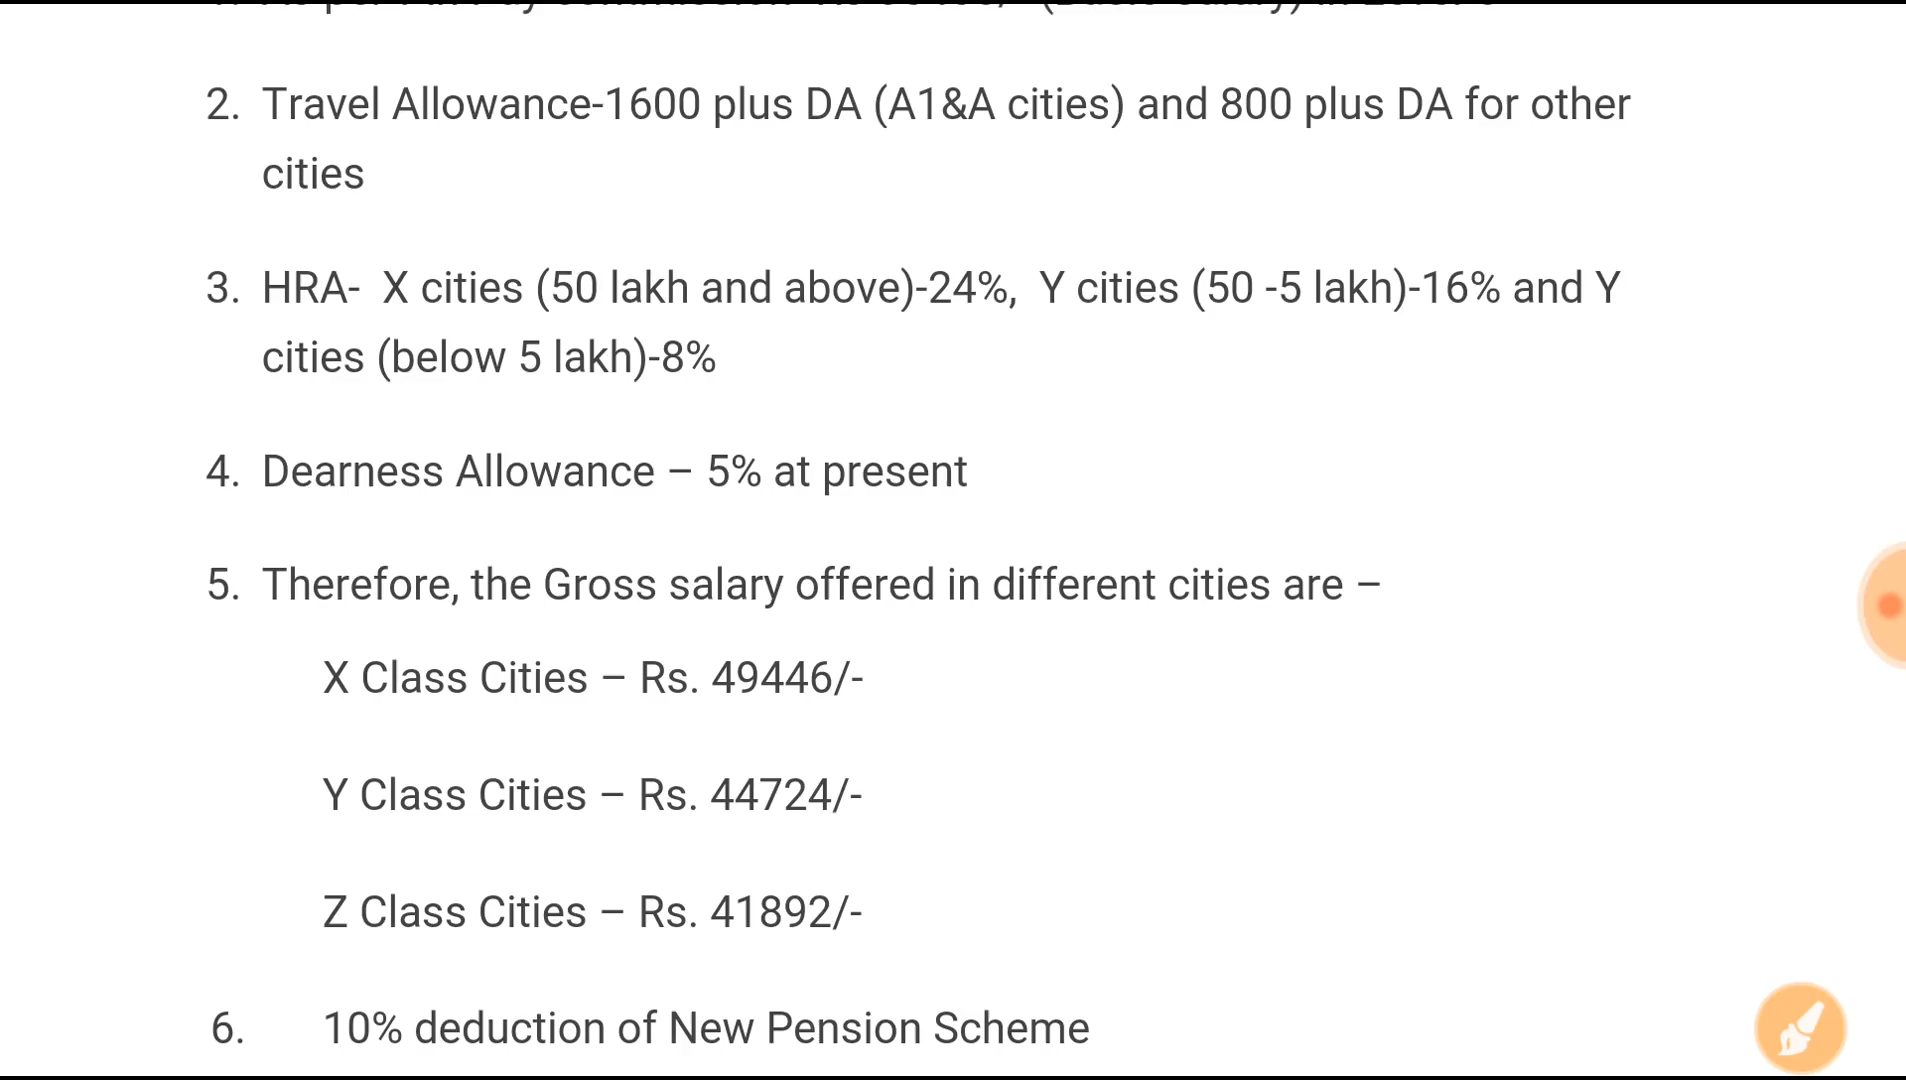 2. Travel Allowance-1600 plus DA (A1&A cities) and 800 plus DA for other
cities
3. HRA- X cities (50 lakh and above)-24%, Y cities (50 -5 lakh)-16% and Y
cities (below 5 lakh)-8%
4. Dearness Allowance – 5% at present
5. Therefore, the Gross salary offered in different cities are –
X Class Cities – Rs. 49446/-
Y Class Cities – Rs. 44724/-
Z Class Cities – Rs. 41892/-
6. 10% deduction of New Pension Scheme